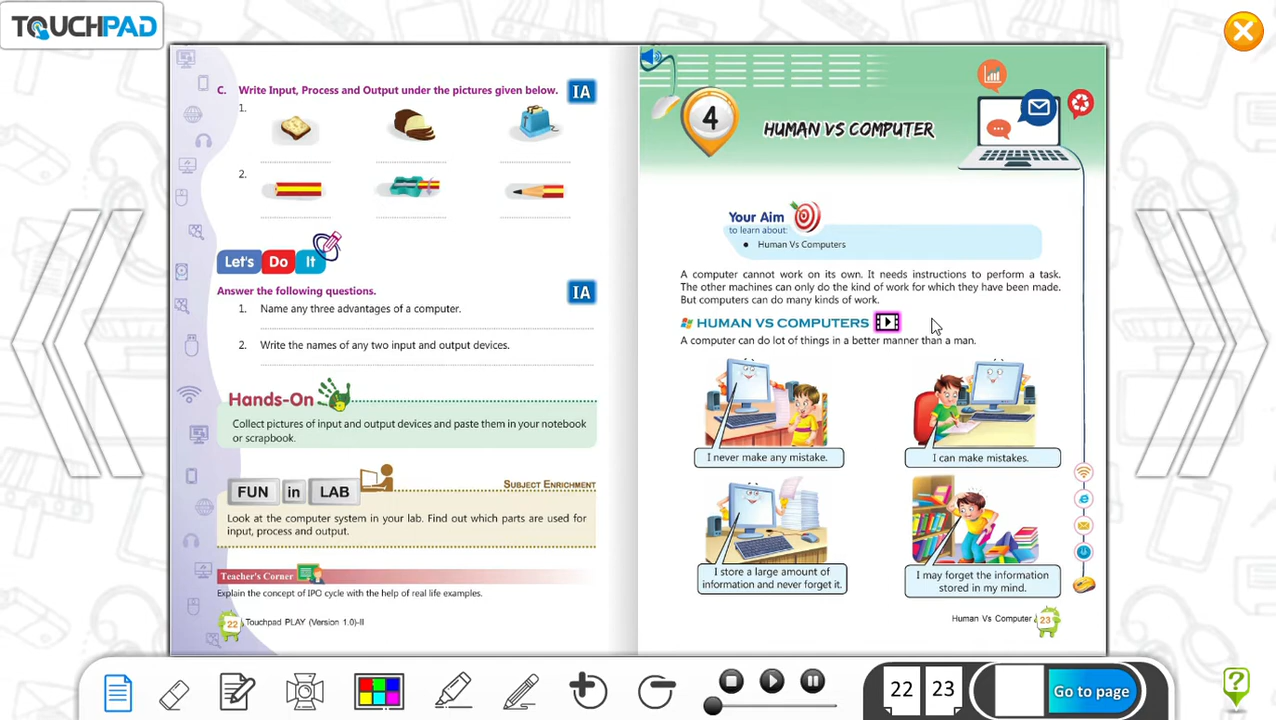 TOUCHPAD
C. Write Input, Process and Output under the pictures given below.
IA
1.
2.
Let's Do It
Answer the following questions.
IA
1. Name any three advantages of a computer.
2. Write the names of any two input and output devices.
Hands-On
Collect pictures of input and output devices and paste them in your notebook
or scrapbook.
FUN in LAB
SUBJECT ENRICHMENT
Look at the computer system in your lab. Find out which parts are used for
input, process and output.
Teacher's Corner
Explain the concept of IPO cycle with the help of real life examples.
22 Touchpad PLAY (Version 1.0)-II
4
HUMAN VS COMPUTER
Your Aim
to learn about:
● Human Vs Computers
A computer cannot work on its own. It needs instructions to perform a task.
The other machines can only do the kind of work for which they have been made.
But computers can do many kinds of work.
HUMAN VS COMPUTERS
A computer can do lot of things in a better manner than a man.
I never make any mistake.
I can make mistakes.
I store a large amount of
information and never forget it.
I may forget the information
stored in my mind.
Human Vs Computer 23
22 23
Go to page
?